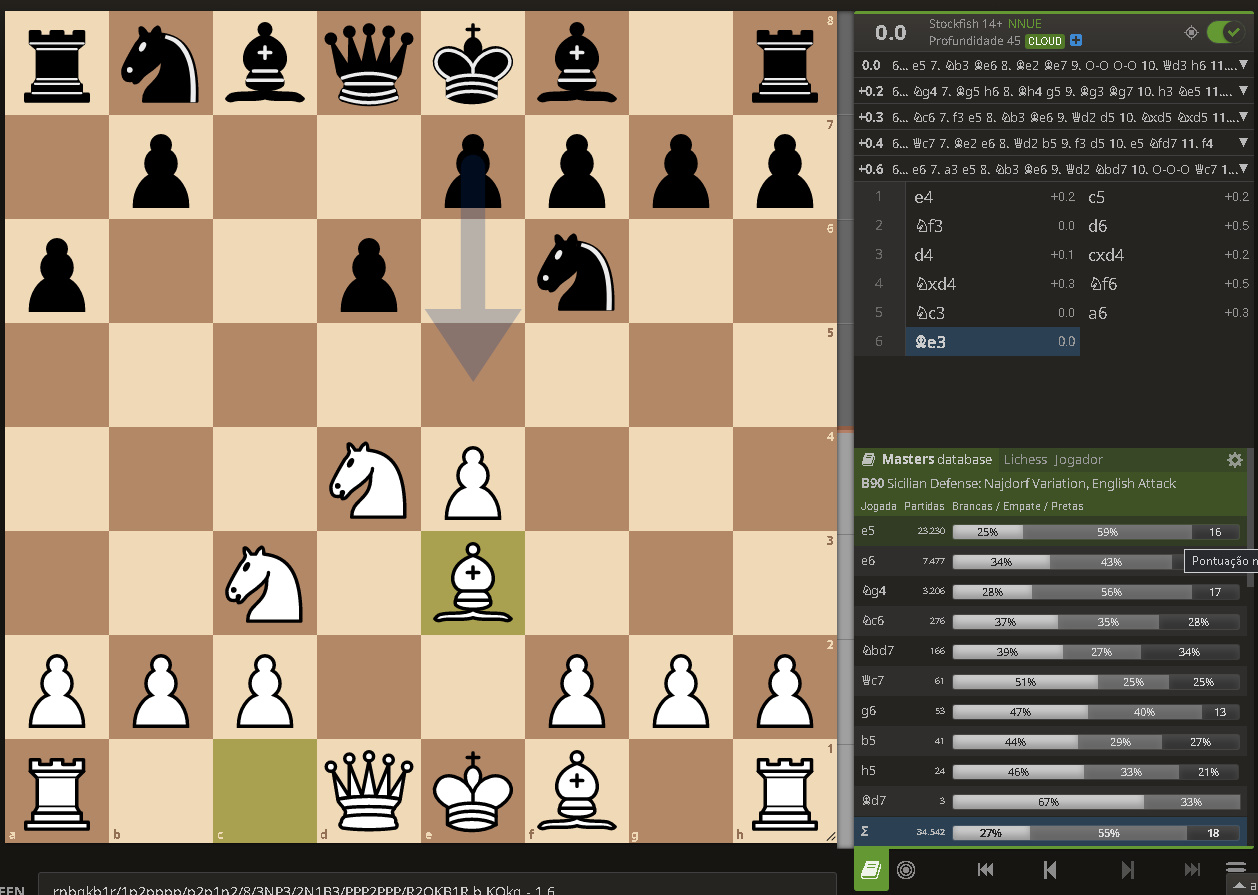 8
7
6
5
4
3
2
1
a b c d e f g h
0.0 Stockfish 14+ NNUE
Profundidade 45 CLOUD
0.0 6... e5 7. ♘b3 ♗e6 8. ♗e2 ♗e7 9. O-O O-O 10. ♕d3 h6 11....
+0.2 6... ♘g4 7. ♗g5 h6 8. ♗h4 g5 9. ♗g3 ♗g7 10. h3 ♘e5 11....
+0.3 6... ♘c6 7. f3 e5 8. ♘b3 ♗e6 9. ♕d2 d5 10. ♘xd5 ♘xd5 11....
+0.4 6... ♕c7 7. ♗e2 e6 8. ♕d2 b5 9. f3 d5 10. e5 ♘fd7 11. f4
+0.6 6... e6 7. a3 e5 8. ♘b3 ♗e6 9. ♕d2 ♘bd7 10. O-O-O ♕c7 1...
1 e4 +0.2 c5 +0.2
2 ♘f3 0.0 d6 +0.5
3 d4 +0.1 cxd4 +0.2
4 ♘xd4 +0.3 ♘f6 +0.5
5 ♘c3 0.0 a6 +0.3
6 ♗e3 0.0
Masters database Lichess Jogador
B90 Sicilian Defense: Najdorf Variation, English Attack
Jogada Partidas Brancas / Empate / Pretas
e5 23.230 25% 59% 16
e6 7.477 34% 43%
Pontuação
♘g4 3.206 28% 56% 17
♘c6 276 37% 35% 28%
♘bd7 166 39% 27% 34%
♕c7 61 51% 25% 25%
g6 53 47% 40% 13
b5 41 44% 29% 27%
h5 24 46% 33% 21%
♗d7 3 67% 33%
Σ 34.542 27% 55% 18
FEN rnbqkb1r/1p2pppp/p2p1n2/8/3NP3/2N1B3/PPP2PPP/R2QKB1R b KQkq - 1 6